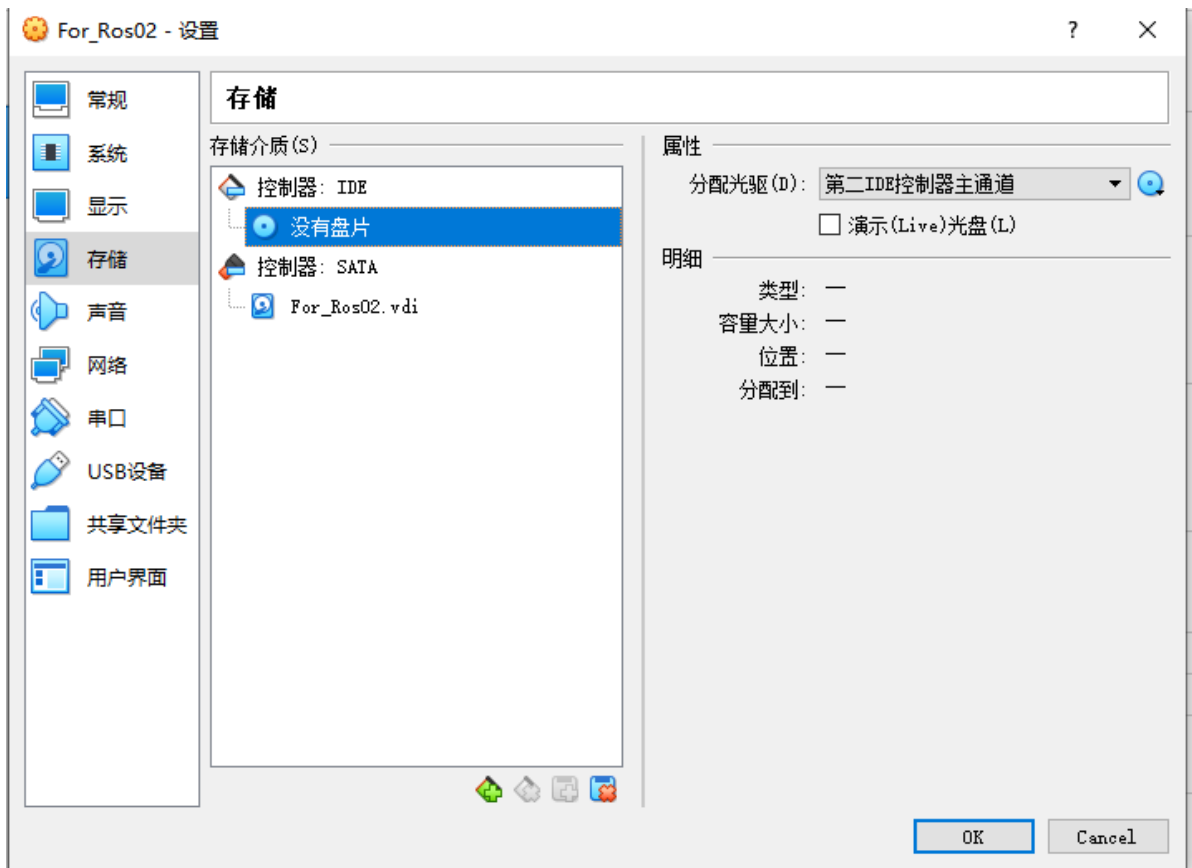 For_Ros02 - 设置
?
常规
系统
显示
存储
声音
网络
串口
USB设备
共享文件夹
用户界面
存储
存储介质(S)
控制器: IDE
没有盘片
控制器: SATA
For_Ros02.vdi
属性
分配光驱(D): 第二IDE控制器主通道
演示(Live)光盘(L)
明细
类型: —
容量大小: —
位置: —
分配到: —
OK
Cancel